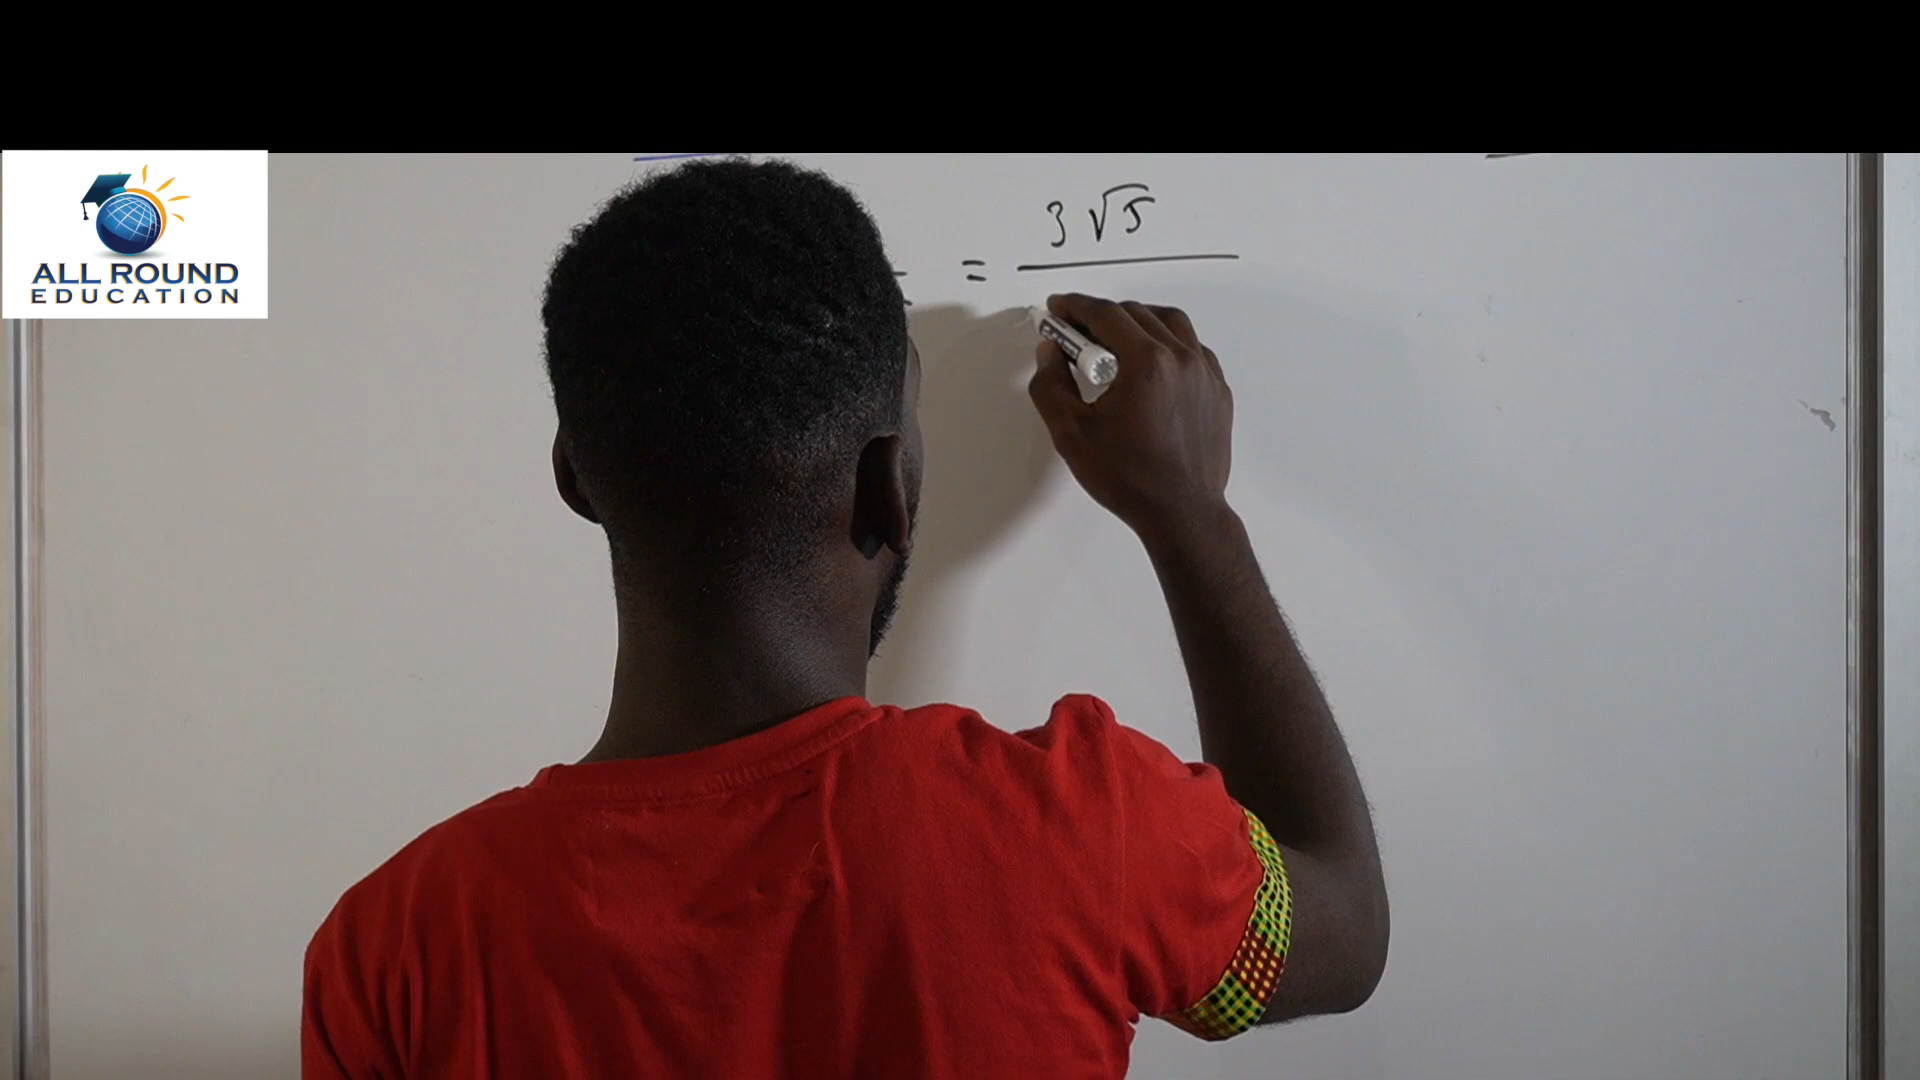 ALL ROUND
EDUCATION
= 3√5